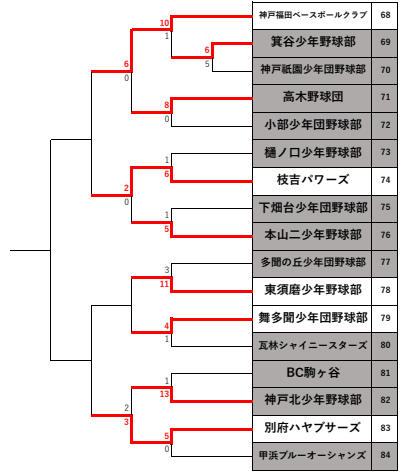 神戸福田ベースボールクラブ 68
10
1
箕谷少年野球部 69
6
5
神戸祇園少年団野球部 70
6
0
高木野球団 71
8
0
小部少年団野球部 72
樋ノ口少年野球部 73
1
6
枝吉パワーズ 74
2
0
下畑台少年野球部 75
1
5
本山二少年野球部 76
多聞の丘少年野球部 77
3
11
東須磨少年野球部 78
舞多聞少年団野球部 79
4
1
瓦林シャイニースターズ 80
BC駒ヶ谷 81
1
13
神戸北少年野球部 82
2
3
別府ハヤブサーズ 83
5
0
甲浜ブルーオーシャンズ 84